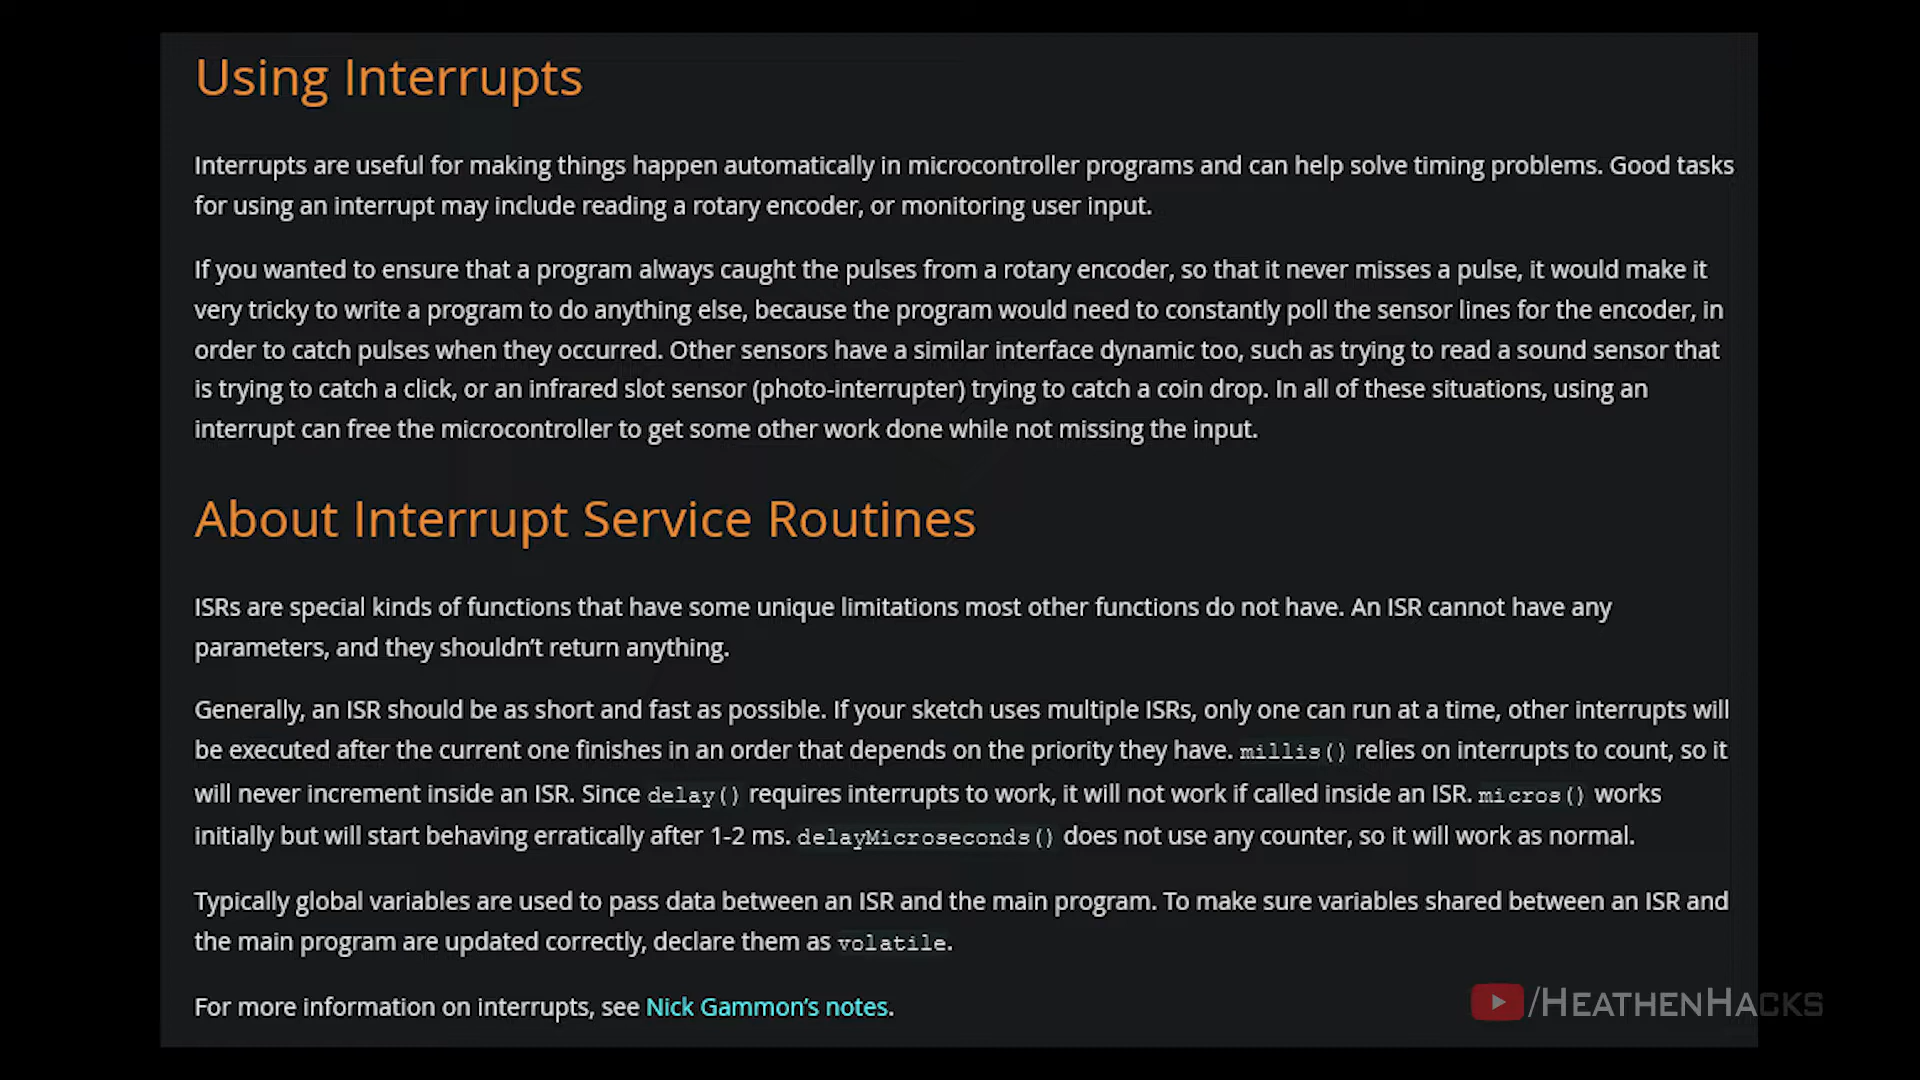 Using Interrupts
Interrupts are useful for making things happen automatically in microcontroller programs and can help solve timing problems. Good tasks
for using an interrupt may include reading a rotary encoder, or monitoring user input.
If you wanted to ensure that a program always caught the pulses from a rotary encoder, so that it never misses a pulse, it would make it
very tricky to write a program to do anything else, because the program would need to constantly poll the sensor lines for the encoder, in
order to catch pulses when they occurred. Other sensors have a similar interface dynamic too, such as trying to read a sound sensor that
is trying to catch a click, or an infrared slot sensor (photo-interrupter) trying to catch a coin drop. In all of these situations, using an
interrupt can free the microcontroller to get some other work done while not missing the input.
About Interrupt Service Routines
ISRs are special kinds of functions that have some unique limitations most other functions do not have. An ISR cannot have any
parameters, and they shouldn't return anything.
Generally, an ISR should be as short and fast as possible. If your sketch uses multiple ISRs, only one can run at a time, other interrupts will
be executed after the current one finishes in an order that depends on the priority they have. millis() relies on interrupts to count, so it
will never increment inside an ISR. Since delay() requires interrupts to work, it will not work if called inside an ISR. micros() works
initially but will start behaving erratically after 1-2 ms. delayMicroseconds() does not use any counter, so it will work as normal.
Typically global variables are used to pass data between an ISR and the main program. To make sure variables shared between an ISR and
the main program are updated correctly, declare them as volatile.
For more information on interrupts, see Nick Gammon's notes.
/HEATHENHACKS